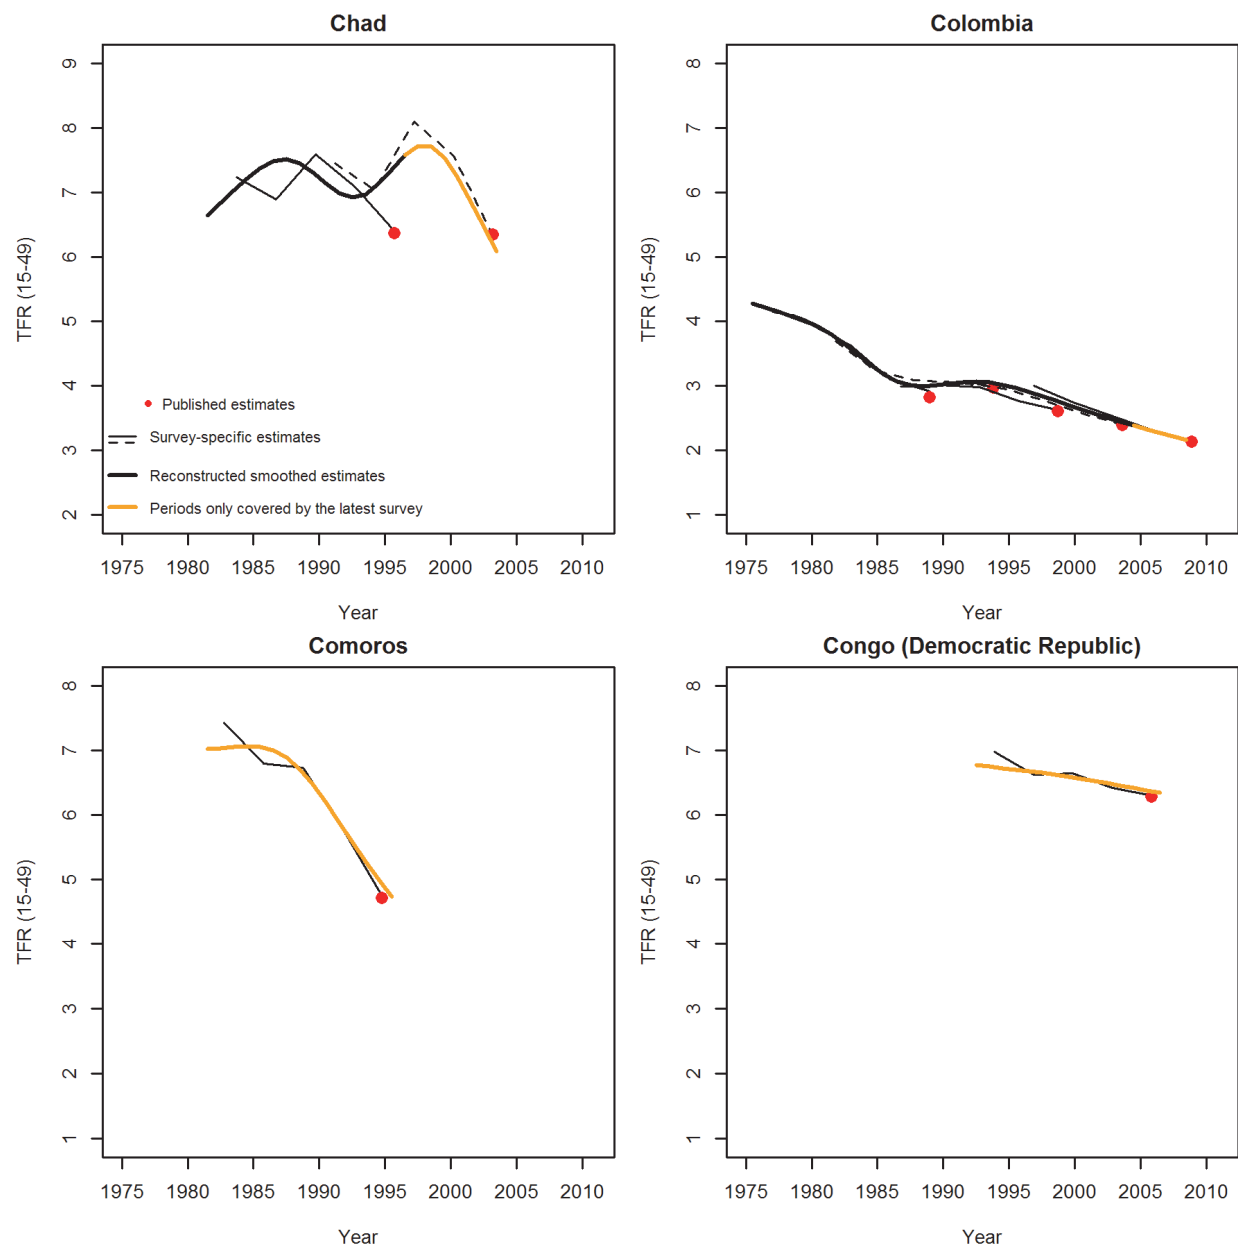 Chad
TFR (15-49)
9
8
7
6
5
4
3
2
Published estimates
Survey-specific estimates
Reconstructed smoothed estimates
Periods only covered by the latest survey
1975 1980 1985 1990 1995 2000 2005 2010
Year
Colombia
TFR (15-49)
8
7
6
5
4
3
2
1
1975 1980 1985 1990 1995 2000 2005 2010
Year
Comoros
TFR (15-49)
8
7
6
5
4
3
2
1
1975 1980 1985 1990 1995 2000 2005 2010
Year
Congo (Democratic Republic)
TFR (15-49)
8
7
6
5
4
3
2
1
1975 1980 1985 1990 1995 2000 2005 2010
Year